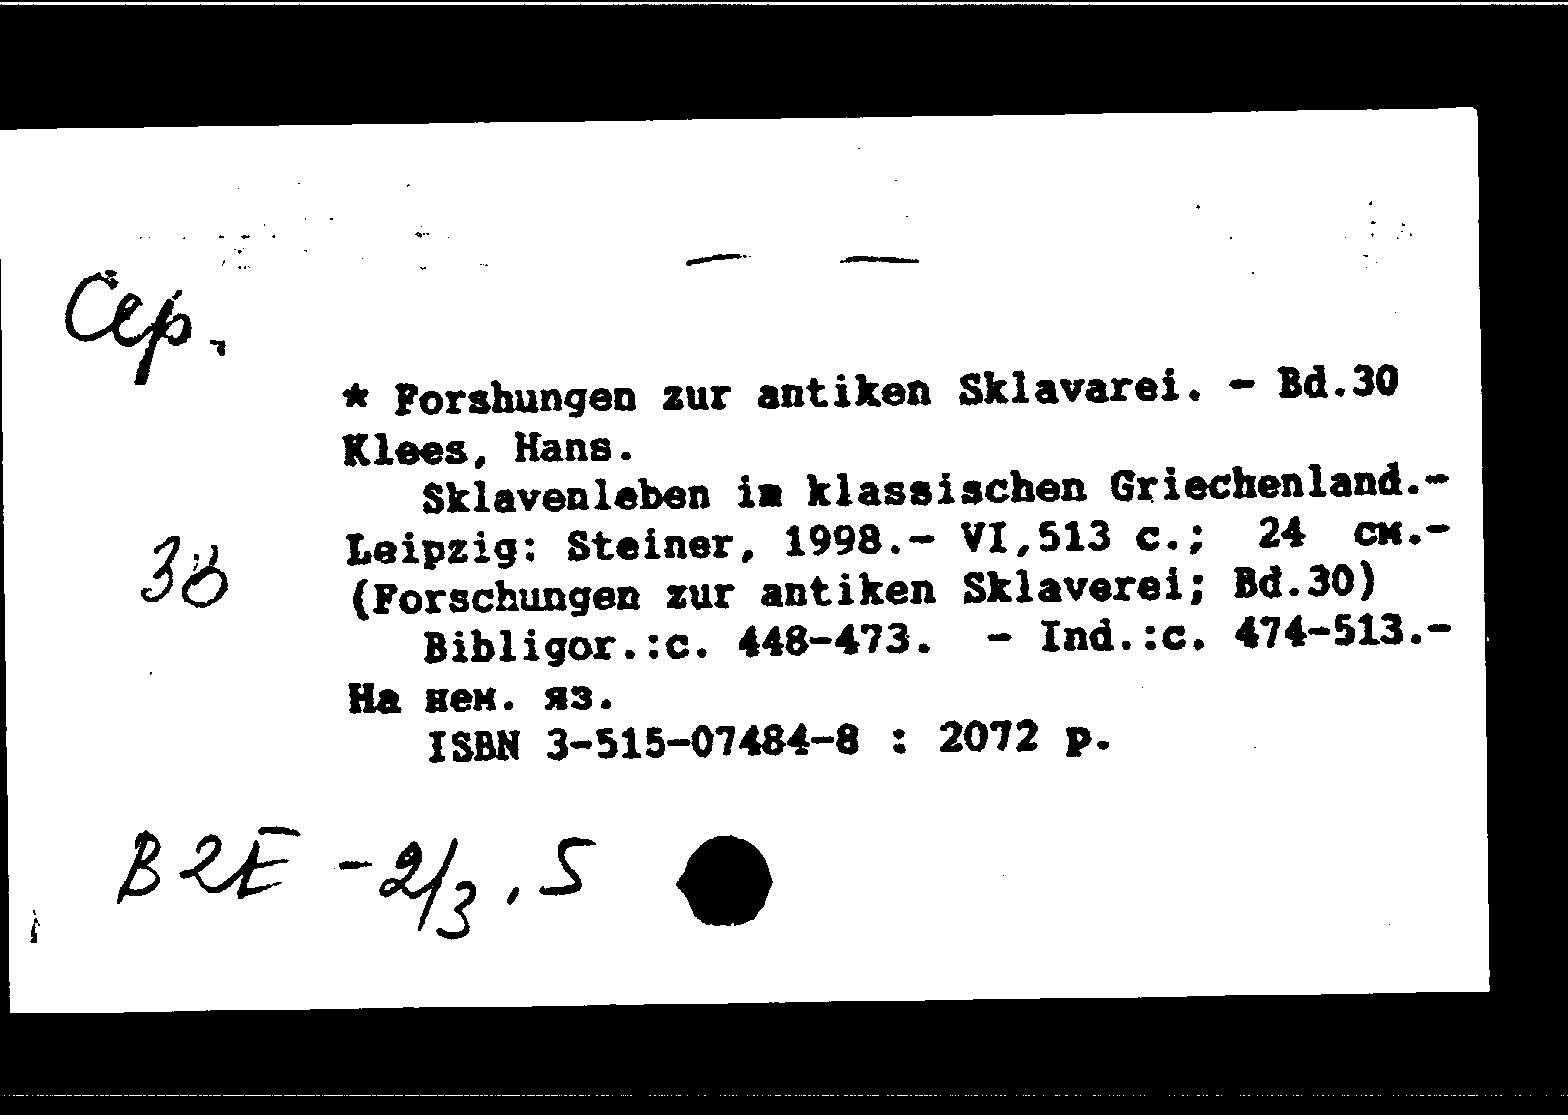 Сер.
* Forshungen zur antiken Sklavarei. - Bd.30
Klees, Hans.
Sklavenleben im klassischen Griechenland.-
Leipzig: Steiner, 1998.- VI,513 с.; 24 см.-
(Forschungen zur antiken Sklaverei; Bd.30)
Bibligor.:с. 448-473. - Ind.:с. 474-513.-
На нем. яз.
ISBN 3-515-07484-8 : 2072 р.
B2E - 2/3, 5